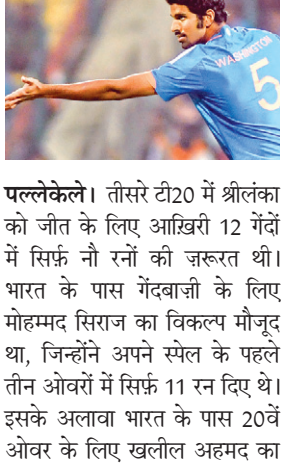 WASHINGTON
5
पल्लेकेले। तीसरे टी20 में श्रीलंका
को जीत के लिए आख़िरी 12 गेंदों
में सिर्फ़ नौ रनों की ज़रूरत थी।
भारत के पास गेंदबाज़ी के लिए
मोहम्मद सिराज का विकल्प मौजूद
था, जिन्होंने अपने स्पेल के पहले
तीन ओवरों में सिर्फ़ 11 रन दिए थे।
इसके अलावा भारत के पास 20वें
ओवर के लिए खलील अहमद का